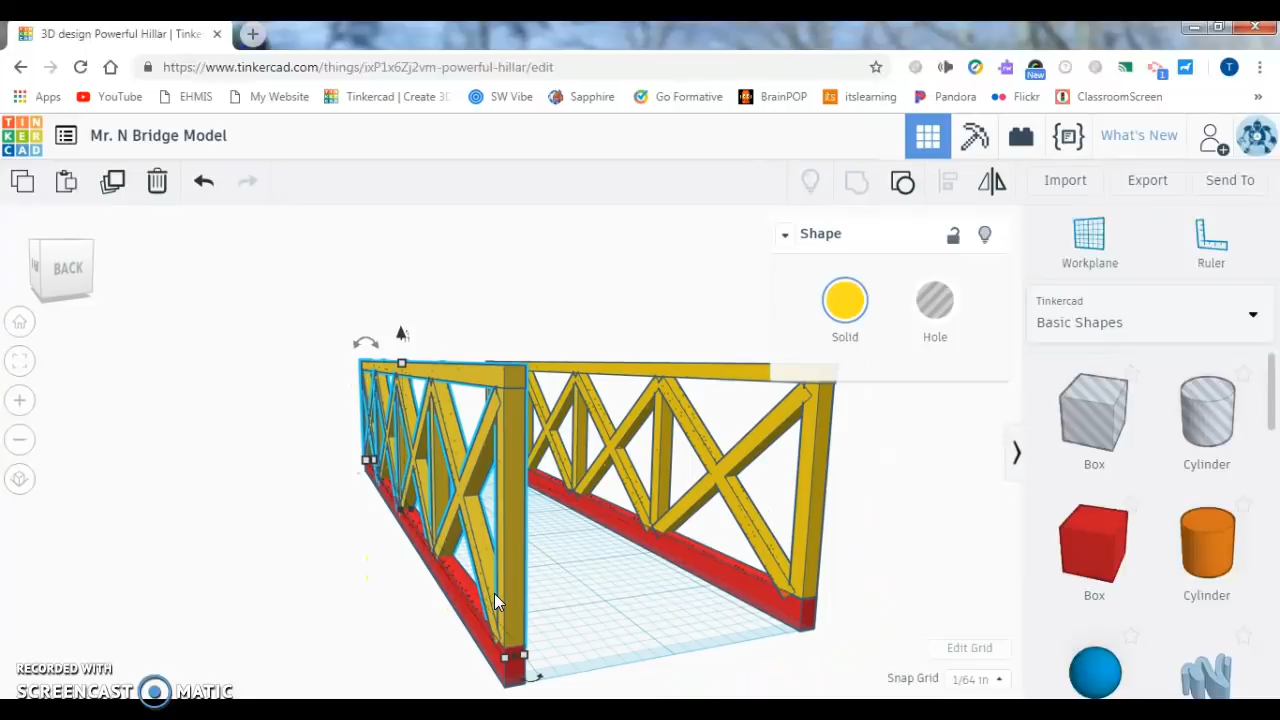 3D design Powerful Hillar | Tinke
https://www.tinkercad.com/things/ixP1x6Zj2vm-powerful-hillar/edit
New
1
T
Apps YouTube EHMIS My Website Tinkercad | Create 3D SW Vibe Sapphire Go Formative BrainPOP itslearning Pandora Flickr ClassroomScreen »
TIN
KER
CAD
Mr. N Bridge Model
What's New
Import Export Send To
BACK
Shape
Solid Hole
Workplane Ruler
Tinkercad
Basic Shapes
Box Cylinder
Box Cylinder
Edit Grid
Snap Grid 1/64 in
RECORDED WITH
SCREENCAST MATIC